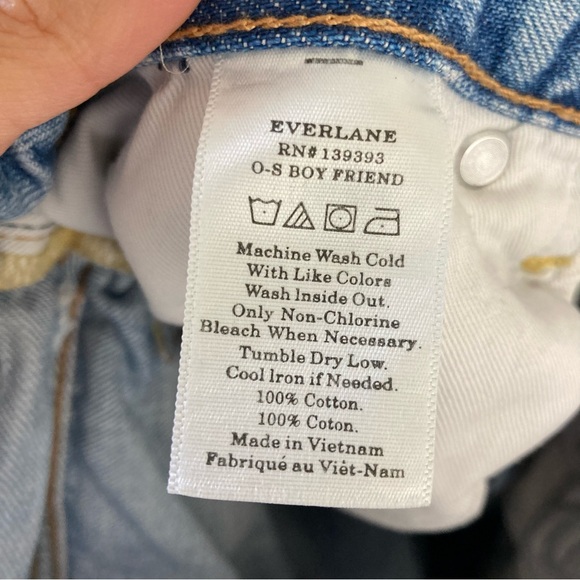 EVERLANE
RN# 139393
O-S BOY FRIEND
Machine Wash Cold
With Like Colors
Wash Inside Out.
Only Non-Chlorine
Bleach When Necessary.
Tumble Dry Low.
Cool Iron if Needed.
100% Cotton.
100% Coton.
Made in Vietnam
Fabriqué au Viêt-Nam